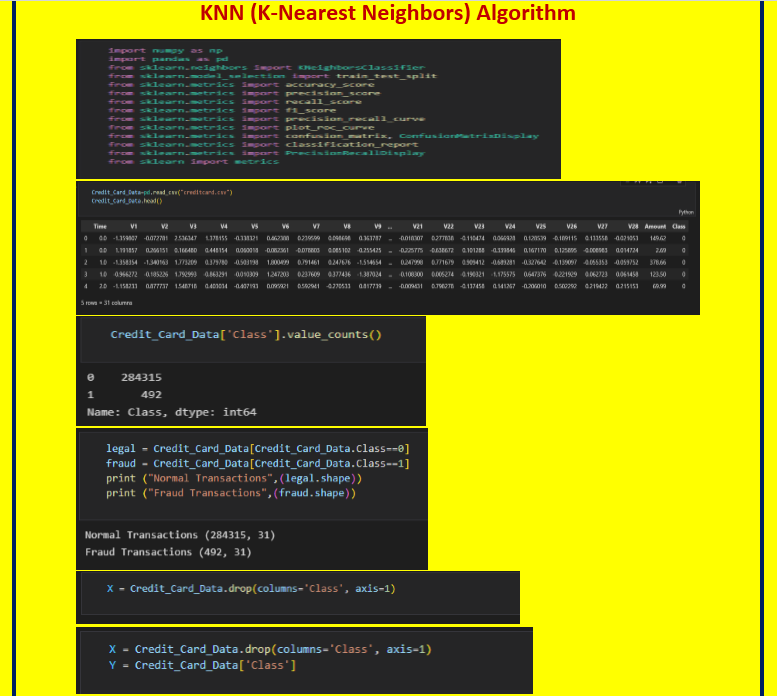 KNN (K-Nearest Neighbors) Algorithm
import numpy as np
import pandas as pd
from sklearn.neighbors import KNeighborsClassifier
from sklearn.model_selection import train_test_split
from sklearn.metrics import accuracy_score
from sklearn.metrics import precision_score
from sklearn.metrics import recall_score
from sklearn.metrics import f1_score
from sklearn.metrics import precision_recall_curve
from sklearn.metrics import plot_roc_curve
from sklearn.metrics import confusion_matrix, ConfusionMatrixDisplay
from sklearn.metrics import classification_report
from sklearn.metrics import PrecisionRecallDisplay
from sklearn import metrics
Credit_Card_Data=pd.read_csv("creditcard.csv")
Credit_Card_Data.head()
Python
Time V1 V2 V3 V4 V5 V6 V7 V8 V9 ... V21 V22 V23 V24 V25 V26 V27 V28 Amount Class
0 0.0 -1.359807 -0.072781 2.536347 1.378155 -0.338321 0.462388 0.239599 0.098698 0.363787 ... -0.018307 0.277838 -0.110474 0.066928 0.128539 -0.189115 0.133558 -0.021053 149.62 0
1 0.0 1.191857 0.266151 0.166480 0.448154 0.060018 -0.082361 -0.078803 0.085102 -0.255425 ... -0.225775 -0.638672 0.101288 -0.339846 0.167170 0.125895 -0.008983 0.014724 2.69 0
2 1.0 -1.358354 -1.340163 1.773209 0.379780 -0.503198 1.800499 0.791461 0.247676 -1.514654 ... 0.247998 0.771679 0.909412 -0.689281 -0.327642 -0.139097 -0.055353 -0.059752 378.66 0
3 1.0 -0.966272 -0.185226 1.792993 -0.863291 -0.010309 1.247203 0.237609 0.377436 -1.387024 ... -0.108300 0.005274 -0.190321 -1.175575 0.647376 -0.221929 0.062723 0.061458 123.50 0
4 2.0 -1.158233 0.877737 1.548718 0.403034 -0.407193 0.095921 0.592941 -0.270533 0.817739 ... -0.009431 0.798278 -0.137458 0.141267 -0.206010 0.502292 0.219422 0.215153 69.99 0
5 rows × 31 columns
Credit_Card_Data['Class'].value_counts()
0 284315
1 492
Name: Class, dtype: int64
legal = Credit_Card_Data[Credit_Card_Data.Class==0]
fraud = Credit_Card_Data[Credit_Card_Data.Class==1]
print ("Normal Transactions",(legal.shape))
print ("Fraud Transactions",(fraud.shape))
Normal Transactions (284315, 31)
Fraud Transactions (492, 31)
X = Credit_Card_Data.drop(columns='Class', axis=1)
X = Credit_Card_Data.drop(columns='Class', axis=1)
Y = Credit_Card_Data['Class']